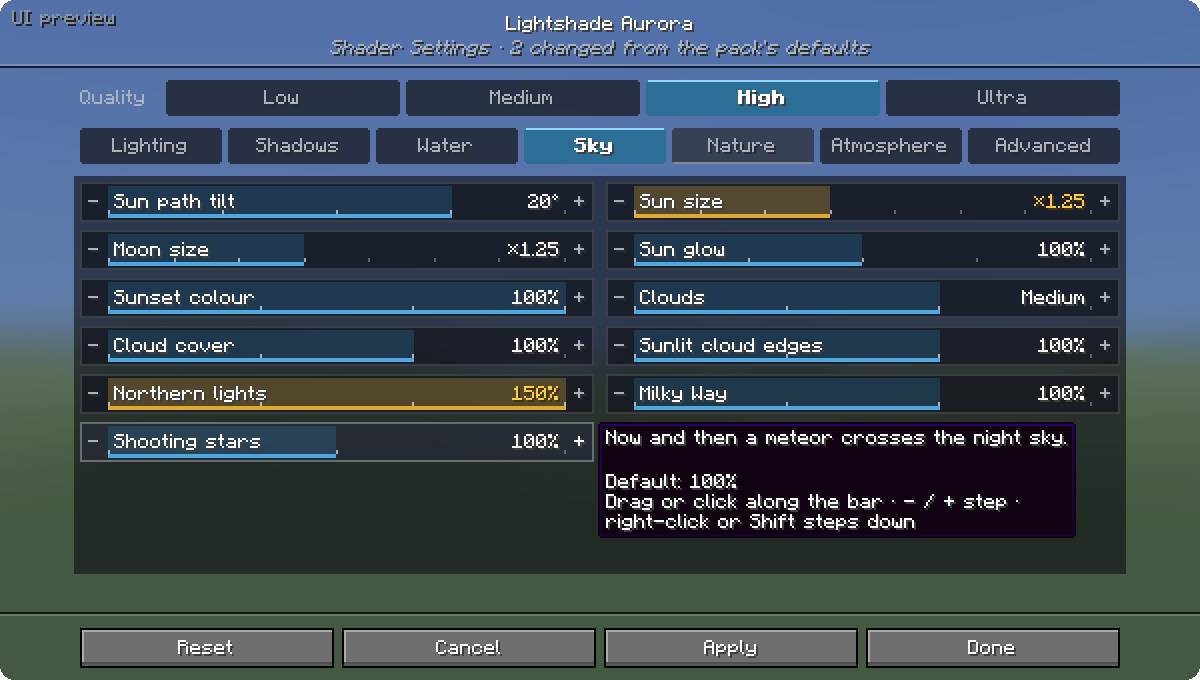 UI preview
Lightshade Aurora
Shader Settings · 3 changed from the pack's defaults
Quality Low Medium High Ultra
Lighting Shadows Water Sky Nature Atmosphere Advanced
− Sun path tilt 20° +
− Sun size ×1.25 +
− Moon size ×1.25 +
− Sun glow 100% +
− Sunset colour 100% +
− Clouds Medium +
− Cloud cover 100% +
− Sunlit cloud edges 100% +
− Northern lights 150% +
− Milky Way 100% +
− Shooting stars 100% +
Now and then a meteor crosses the night sky.
Default: 100%
Drag or click along the bar · − / + step ·
right-click or Shift steps down
Reset Cancel Apply Done